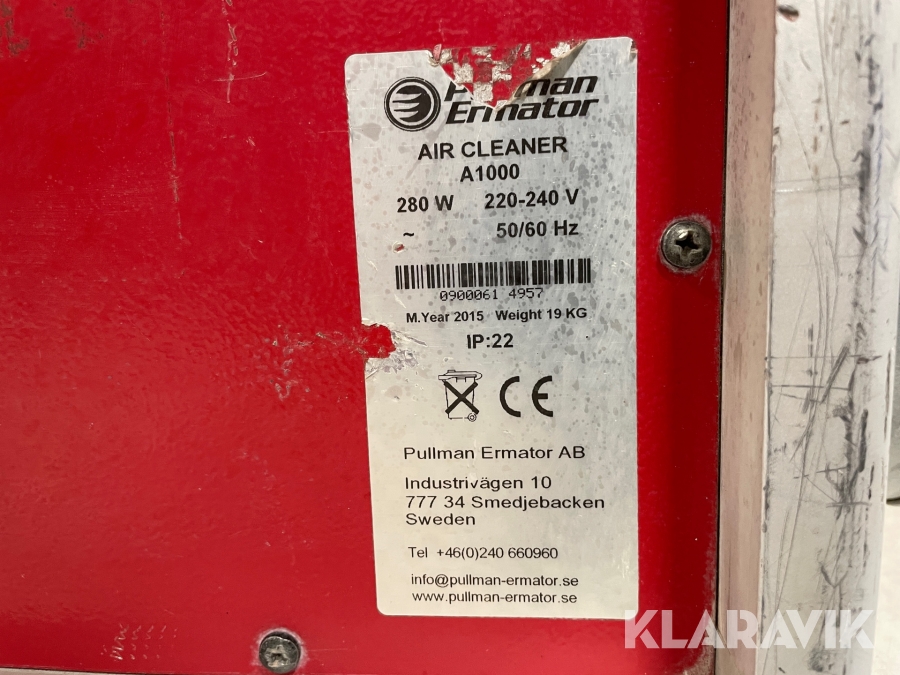 Pullman
Ermator
AIR CLEANER
A1000
280 W 220-240 V
~ 50/60 Hz
0900061 4957
M.Year 2015 Weight 19 KG
IP:22
CE
Pullman Ermator AB
Industrivägen 10
777 34 Smedjebacken
Sweden
Tel +46(0)240 660960
info@pullman-ermator.se
www.pullman-ermator.se
KLARAVIK